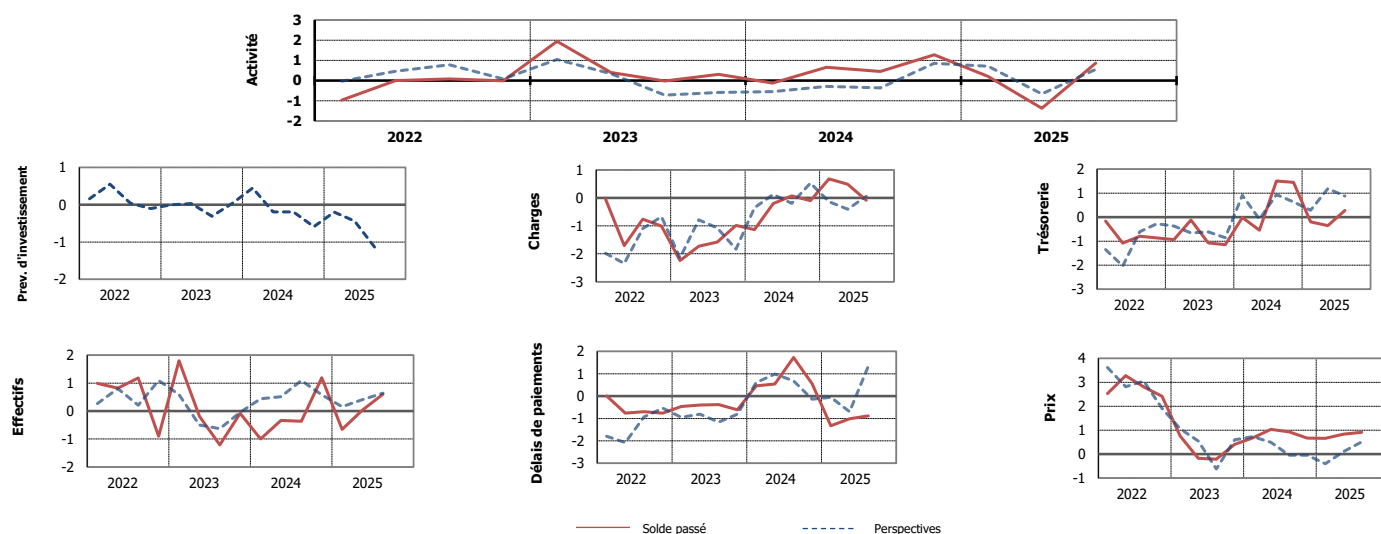 Activité
3
2
1
0
-1
-2
2022 2023 2024 2025
Prev. d'investissement
1
0
-1
-2
2022 2023 2024 2025
Charges
1
0
-1
-2
-3
2022 2023 2024 2025
Trésorerie
2
1
0
-1
-2
-3
2022 2023 2024 2025
Effectifs
2
1
0
-1
-2
2022 2023 2024 2025
Délais de paiements
2
1
0
-1
-2
-3
2022 2023 2024 2025
Prix
4
3
2
1
0
-1
2022 2023 2024 2025
Solde passé Perspectives